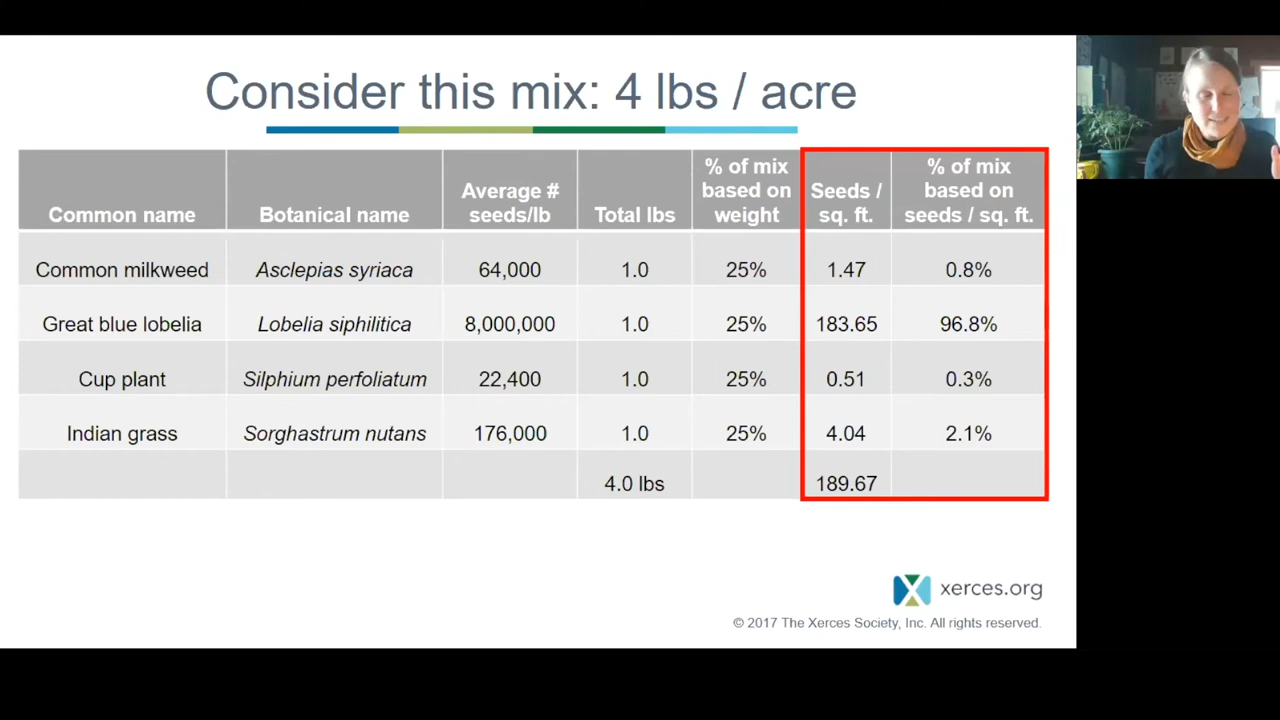 Consider this mix: 4 lbs / acre
Common name Botanical name Average # seeds/lb Total lbs % of mix based on weight Seeds / sq. ft. % of mix based on seeds / sq. ft.
Common milkweed Asclepias syriaca 64,000 1.0 25% 1.47 0.8%
Great blue lobelia Lobelia siphilitica 8,000,000 1.0 25% 183.65 96.8%
Cup plant Silphium perfoliatum 22,400 1.0 25% 0.51 0.3%
Indian grass Sorghastrum nutans 176,000 1.0 25% 4.04 2.1%
4.0 lbs 189.67
xerces.org
© 2017 The Xerces Society, Inc. All rights reserved.